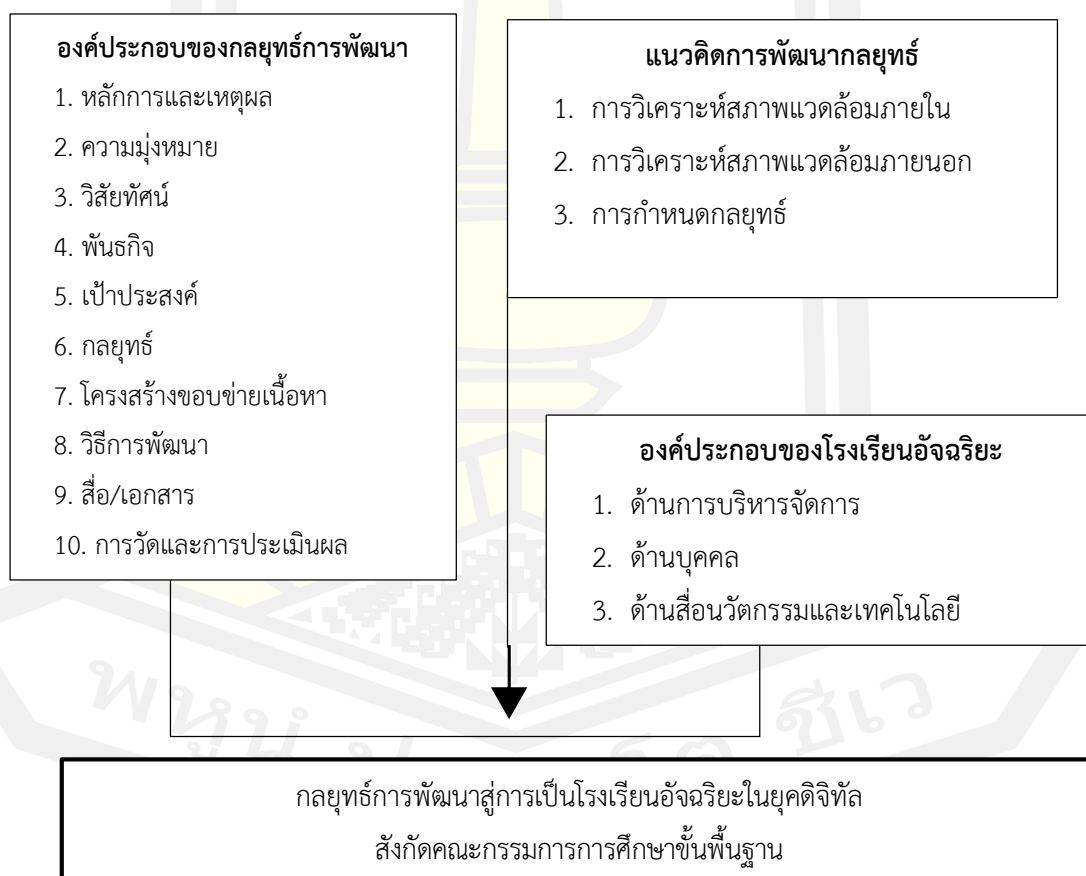 องค์ประกอบของกลยุทธ์การพัฒนา
1. หลักการและเหตุผล
2. ความมุ่งหมาย
3. วิสัยทัศน์
4. พันธกิจ
5. เป้าประสงค์
6. กลยุทธ์
7. โครงสร้างขอบข่ายเนื้อหา
8. วิธีการพัฒนา
9. สื่อ/เอกสาร
10. การวัดและการประเมินผล
แนวคิดการพัฒนากลยุทธ์
1. การวิเคราะห์สภาพแวดล้อมภายใน
2. การวิเคราะห์สภาพแวดล้อมภายนอก
3. การกำหนดกลยุทธ์
องค์ประกอบของโรงเรียนอัจฉริยะ
1. ด้านการบริหารจัดการ
2. ด้านบุคคล
3. ด้านสื่อนวัตกรรมและเทคโนโลยี
กลยุทธ์การพัฒนาสู่การเป็นโรงเรียนอัจฉริยะในยุคดิจิทัล
สังกัดคณะกรรมการการศึกษาขั้นพื้นฐาน
พหูนํ
ชีเว